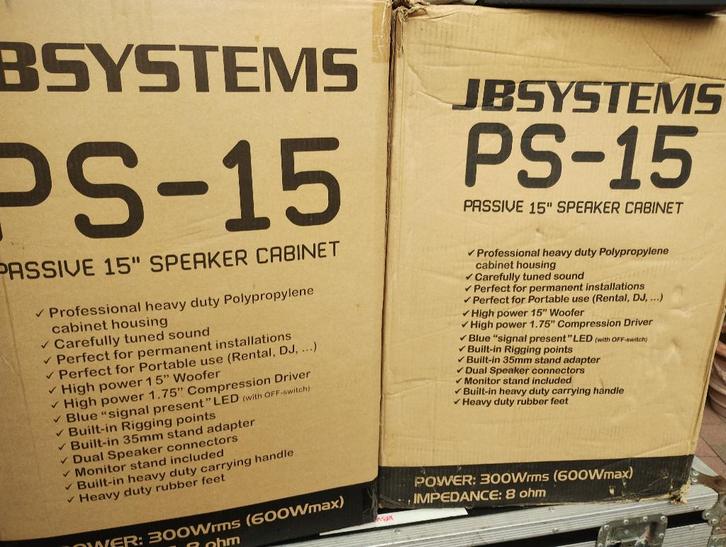 BSYSTEMS
PS-15
PASSIVE 15" SPEAKER CABINET
✓ Professional heavy duty Polypropylene
cabinet housing
✓ Carefully tuned sound
✓ Perfect for permanent installations
✓ Perfect for Portable use (Rental, DJ, ...)
✓ High power 15" Woofer
✓ High power 1.75" Compression Driver
✓ Blue "signal present" LED (with OFF-switch)
✓ Built-in Rigging points
✓ Built-in 35mm stand adapter
✓ Dual Speaker connectors
✓ Monitor stand included
✓ Built-in heavy duty carrying handle
✓ Heavy duty rubber feet
OWER: 300Wrms (600Wmax)
8 ohm
JBSYSTEMS
PS-15
PASSIVE 15" SPEAKER CABINET
✓ Professional heavy duty Polypropylene
cabinet housing
✓ Carefully tuned sound
✓ Perfect for permanent installations
✓ Perfect for Portable use (Rental, DJ, ...)
✓ High power 15" Woofer
✓ High power 1.75" Compression Driver
✓ Blue "signal present" LED (with OFF-switch)
✓ Built-in Rigging points
✓ Built-in 35mm stand adapter
✓ Dual Speaker connectors
✓ Monitor stand included
✓ Built-in heavy duty carrying handle
✓ Heavy duty rubber feet
POWER: 300Wrms (600Wmax)
IMPEDANCE: 8 ohm